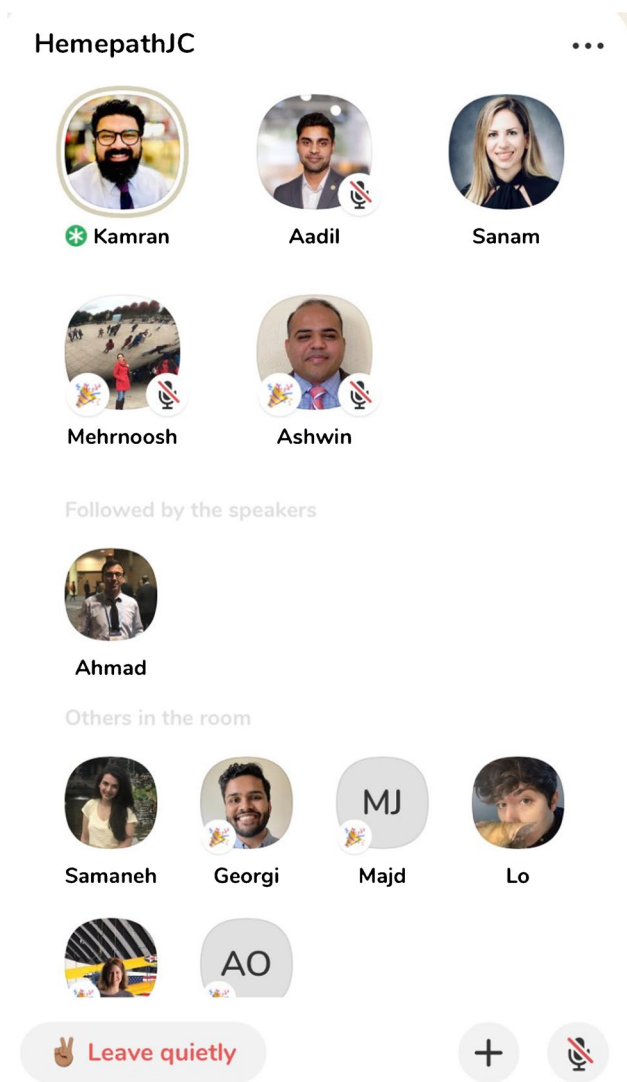 HemepathJC
Kamran
Aadil
Sanam
Mehrnoosh
Ashwin
Followed by the speakers
Ahmad
Others in the room
MJ
Samaneh
Georgi
Majd
Lo
AO
Leave quietly